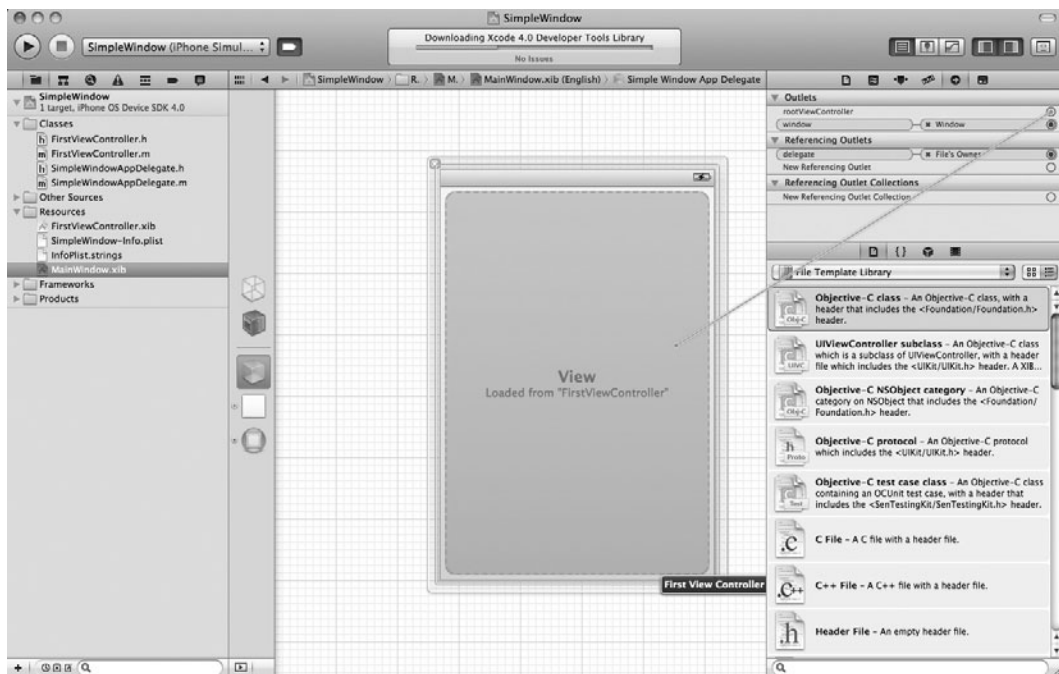 SimpleWindow
SimpleWindow (iPhone Simul...
Downloading Xcode 4.0 Developer Tools Library
No Issues
SimpleWindow
R.
M.
MainWindow.xib (English)
Simple Window App Delegate
SimpleWindow
1 target, iPhone OS Device SDK 4.0
Classes
FirstViewController.h
FirstViewController.m
SimpleWindowAppDelegate.h
SimpleWindowAppDelegate.m
Other Sources
Resources
FirstViewController.xib
SimpleWindow-Info.plist
InfoPlist.strings
MainWindow.xib
Frameworks
Products
View
Loaded from "FirstViewController"
First View Controller
Outlets
rootViewController
window
Window
Referencing Outlets
delegate
File's Owner
New Referencing Outlet
Referencing Outlet Collections
New Referencing Outlet Collection
{}
File Template Library
Obj-C
Objective-C class – An Objective-C class, with a
header that includes the <Foundation/Foundation.h>
header.
UIVC
UIViewController subclass – An Objective-C class
which is a subclass of UIViewController, with a header
file which includes the <UIKit/UIKit.h> header. A XIB...
Obj-C
Objective-C NSObject category – An Objective-C
category on NSObject that includes the <Foundation/
Foundation.h> header.
h
Proto
Objective-C protocol – An Objective-C protocol
which includes the <UIKit/UIKit.h> header.
Test
Objective-C test case class – An Objective-C class
containing an OCUnit test case, with a header that
includes the <SenTestingKit/SenTestingKit.h> header.
.c
C File – A C file with a header file.
.C++
C++ File – A C++ file with a header file.
.h
Header File – An empty header file.